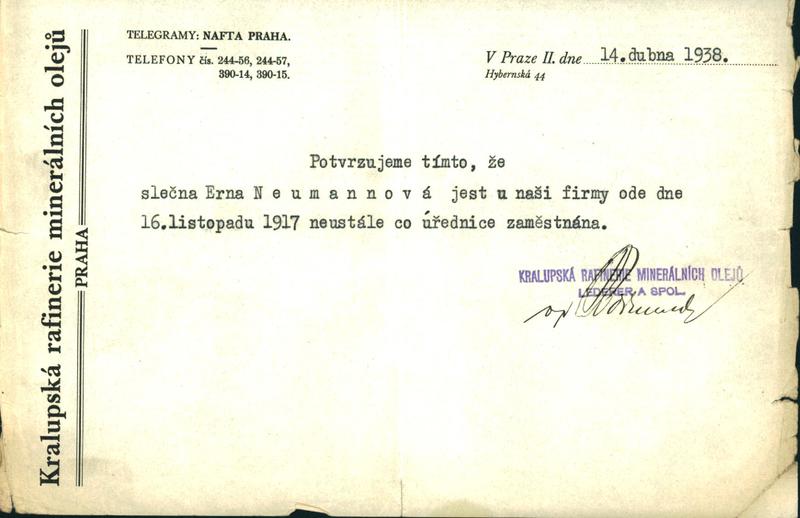 Kralupská rafinerie minerálních olejů
PRAHA
TELEGRAMY: NAFTA PRAHA.
TELEFONY čís. 244-56, 244-57,
390-14, 390-15.
V Praze II. dne 14.dubna 1938.
Hybernská 44
Potvrzujeme tímto, že
slečna Erna N e u m a n n o v á jest u naši firmy ode dne
16.listopadu 1917 neustále co úřednice zaměstnána.
KRALUPSKÁ RAFINERIE MINERÁLNÍCH OLEJŮ
LEDERER A SPOL.